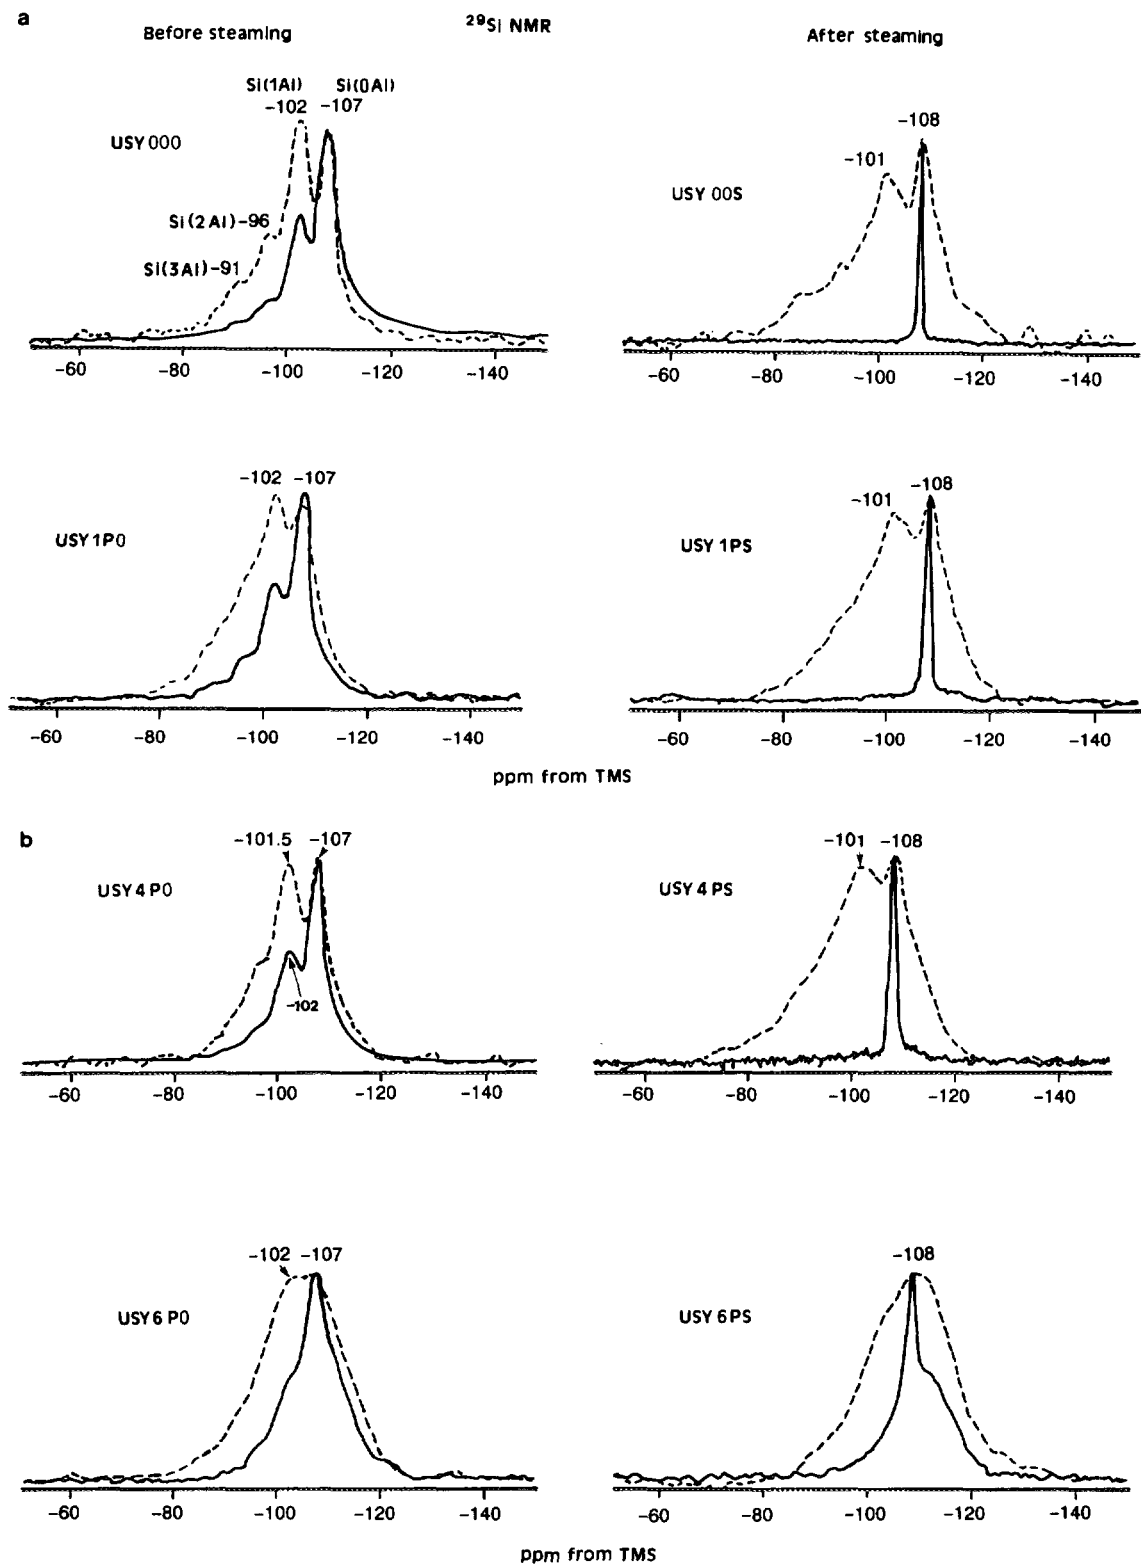 a
Before steaming
29Si NMR
After steaming
Si(1Al)
Si(0Al)
-102
-107
USY 000
Si(2Al)-96
Si(3Al)-91
-60 -80 -100 -120 -140
-108
-101
USY 00S
-60 -80 -100 -120 -140
-102 -107
USY 1P0
-60 -80 -100 -120 -140
-101
-108
USY 1PS
-60 -80 -100 -120 -140
ppm from TMS
b
-101.5 -107
USY 4 P0
-102
-60 -80 -100 -120 -140
-101 -108
USY 4 PS
-60 -80 -100 -120 -140
-102 -107
USY 6 P0
-60 -80 -100 -120 -140
-108
USY 6PS
-60 -80 -100 -120 -140
ppm from TMS